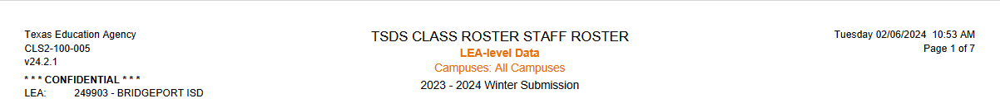 Texas Education Agency
CLS2-100-005
v24.2.1
* * * CONFIDENTIAL * * *
LEA: 249903 - BRIDGEPORT ISD
TSDS CLASS ROSTER STAFF ROSTER
LEA-level Data
Campuses: All Campuses
2023 - 2024 Winter Submission
Tuesday 02/06/2024 10:53 AM
Page 1 of 7